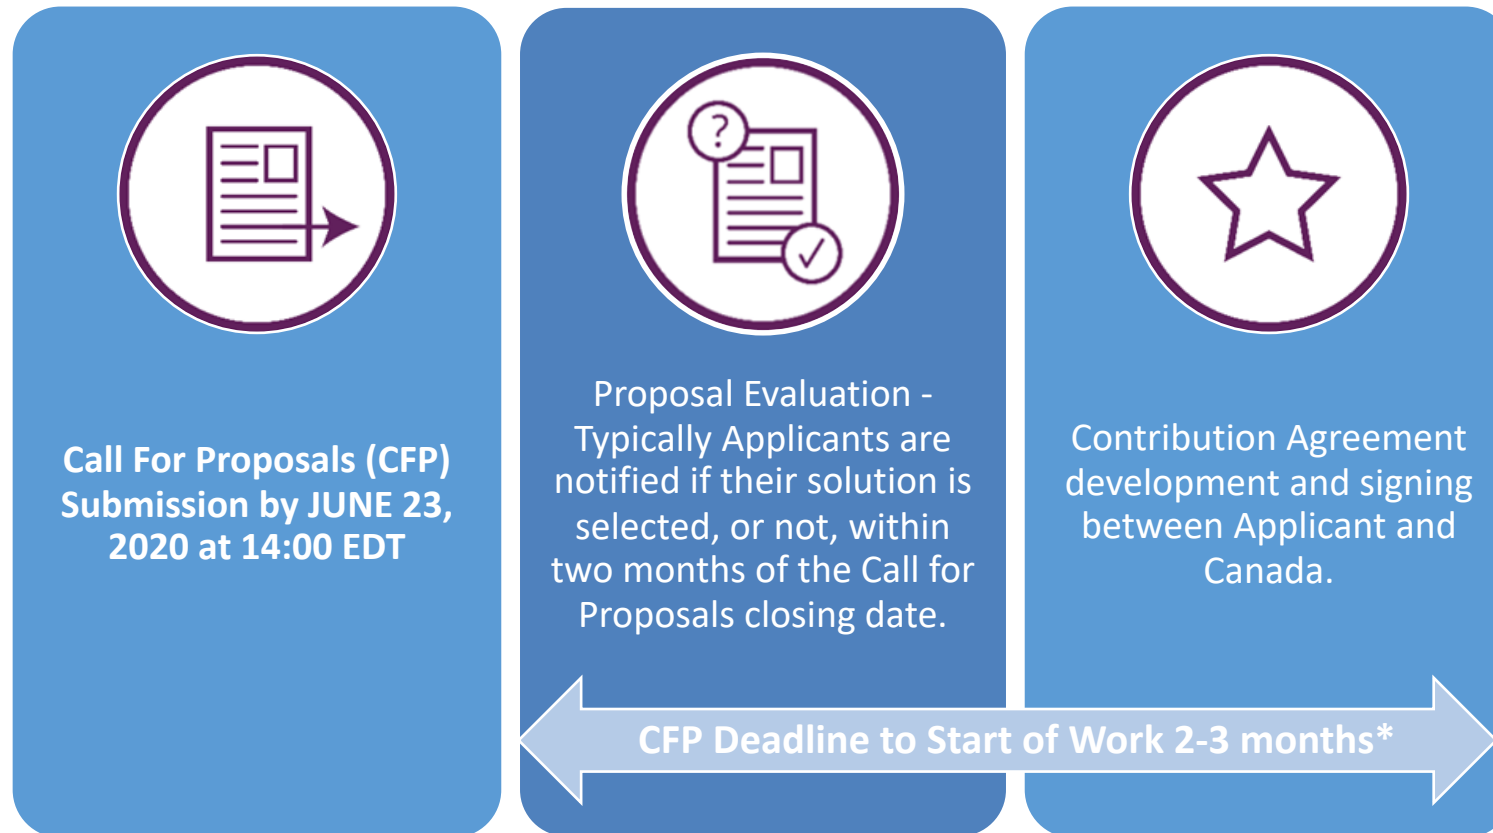 Call For Proposals (CFP)
Submission by JUNE 23,
2020 at 14:00 EDT
?
Proposal Evaluation -
Typically Applicants are
notified if their solution is
selected, or not, within
two months of the Call for
Proposals closing date.
Contribution Agreement
development and signing
between Applicant and
Canada.
CFP Deadline to Start of Work 2-3 months*